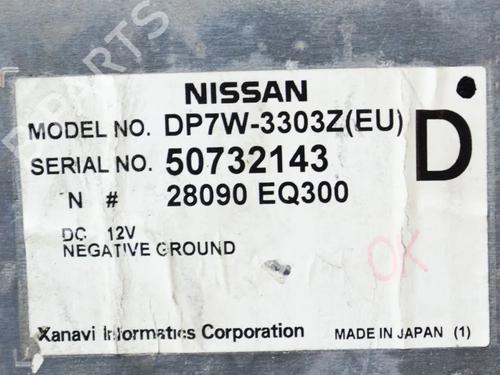 NISSAN
MODEL NO. DP7W-3303Z(EU)
SERIAL NO. 50732143
N # 28090 EQ300
D
DC 12V
NEGATIVE GROUND
OK
Xanavi Informatics Corporation
MADE IN JAPAN (1)